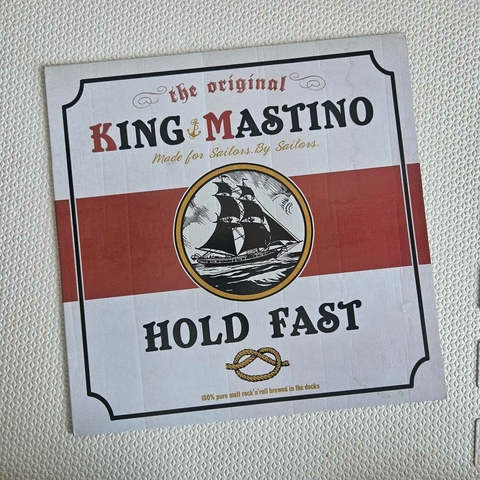 the original
KING MASTINO
Made for Sailors. By Sailors.
HOLD FAST
100% pure malt rock'n'roll brewed in the docks